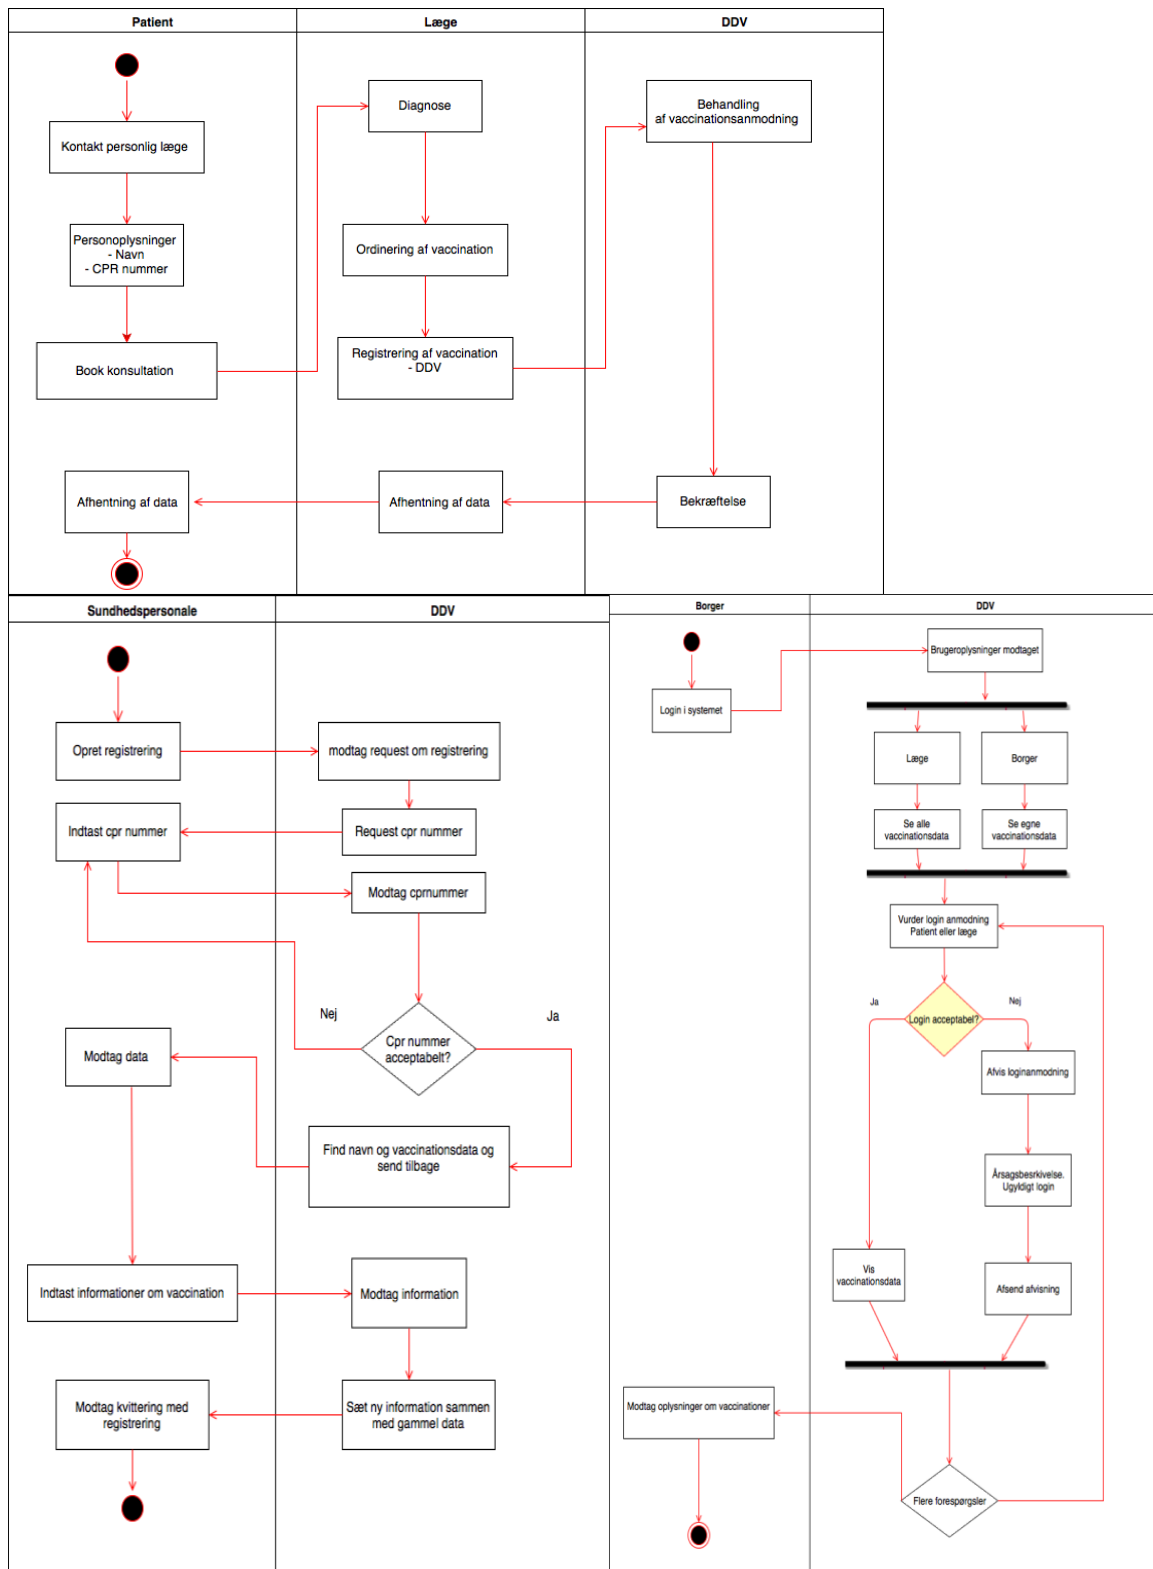 Patient
Læge
DDV
Kontakt personlig læge
Personoplysninger
- Navn
- CPR nummer
Book konsultation
Diagnose
Ordinering af vaccination
Registrering af vaccination
- DDV
Behandling
af vaccinationsanmodning
Bekræftelse
Afhentning af data
Afhentning af data
Sundhedspersonale
DDV
Opret registrering
modtag request om registrering
Request cpr nummer
Indtast cpr nummer
Modtag cprnummer
Cpr nummer
acceptabelt?
Nej
Ja
Find navn og vaccinationsdata og
send tilbage
Modtag data
Indtast informationer om vaccination
Modtag information
Sæt ny information sammen
med gammel data
Modtag kvittering med
registrering
Borger
DDV
Login i systemet
Brugeroplysninger modtaget
Læge
Borger
Se alle
vaccinationsdata
Se egne
vaccinationsdata
Vurder login anmodning
Patient eller læge
Login acceptabel?
Ja
Nej
Afvis loginanmodning
Årsagsbesrkivelse.
Ugyldigt login
Afsend afvisning
Vis
vaccinationsdata
Flere forespørgsler
Modtag oplysninger om vaccinationer